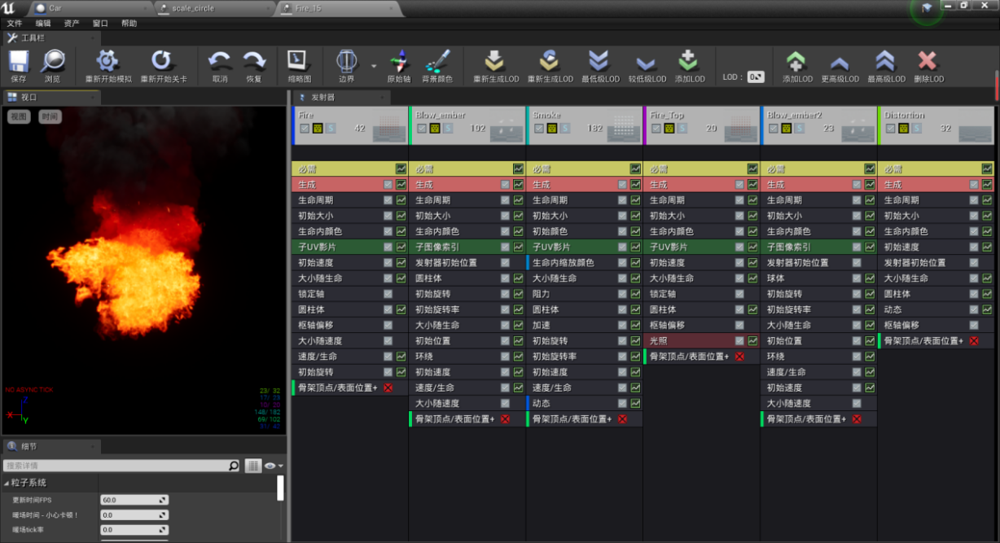 Car
scale_circle
Fire_15
文件 编辑 资产 窗口 帮助
工具栏
保存 浏览 重新开始模拟 重新开始关卡 取消 恢复 缩略图 边界 原始轴 背景颜色 重新生成LOD 重新生成LOD 最低级LOD 较低级LOD 添加LOD LOD : 0 添加LOD 更高级LOD 最高级LOD 删除LOD
视口
视图 时间
NO ASYNC TICK
Z
X
Y
23/ 32
17/ 23
10/ 20
148/ 182
69/ 102
31/ 42
细节
搜索详情
粒子系统
更新时间FPS 60.0
暖场时间 - 小心卡顿！ 0.0
暖场tick率 0.0
发射器
Fire
S 42
必需
生成
生命周期
初始大小
生命内颜色
子UV影片
初始速度
大小随生命
锁定轴
圆柱体
枢轴偏移
大小随速度
速度/生命
初始旋转
骨架顶点/表面位置+
Blow_ember
S 102
必需
生成
生命周期
初始大小
生命内颜色
子图像索引
发射器初始位置
圆柱体
初始旋转
初始旋转率
大小随生命
初始位置
环绕
初始速度
速度/生命
大小随速度
骨架顶点/表面位置+
Smoke
S 182
必需
生成
生命周期
初始大小
初始颜色
子UV影片
生命内缩放颜色
大小随生命
阻力
圆柱体
加速
初始旋转
初始旋转率
初始速度
速度/生命
动态
骨架顶点/表面位置+
Fire_Top
S 20
必需
生成
生命周期
初始大小
生命内颜色
子UV影片
初始速度
大小随生命
锁定轴
圆柱体
枢轴偏移
光照
骨架顶点/表面位置+
Blow_ember2
S 23
必需
生成
生命周期
初始大小
生命内颜色
子图像索引
发射器初始位置
球体
初始旋转
初始旋转率
大小随生命
初始位置
环绕
速度/生命
初始速度
大小随速度
骨架顶点/表面位置+
Distortion
S 32
必需
生成
生命周期
初始大小
生命内颜色
初始速度
发射器初始位置
大小随生命
圆柱体
动态
枢轴偏移
骨架顶点/表面位置+